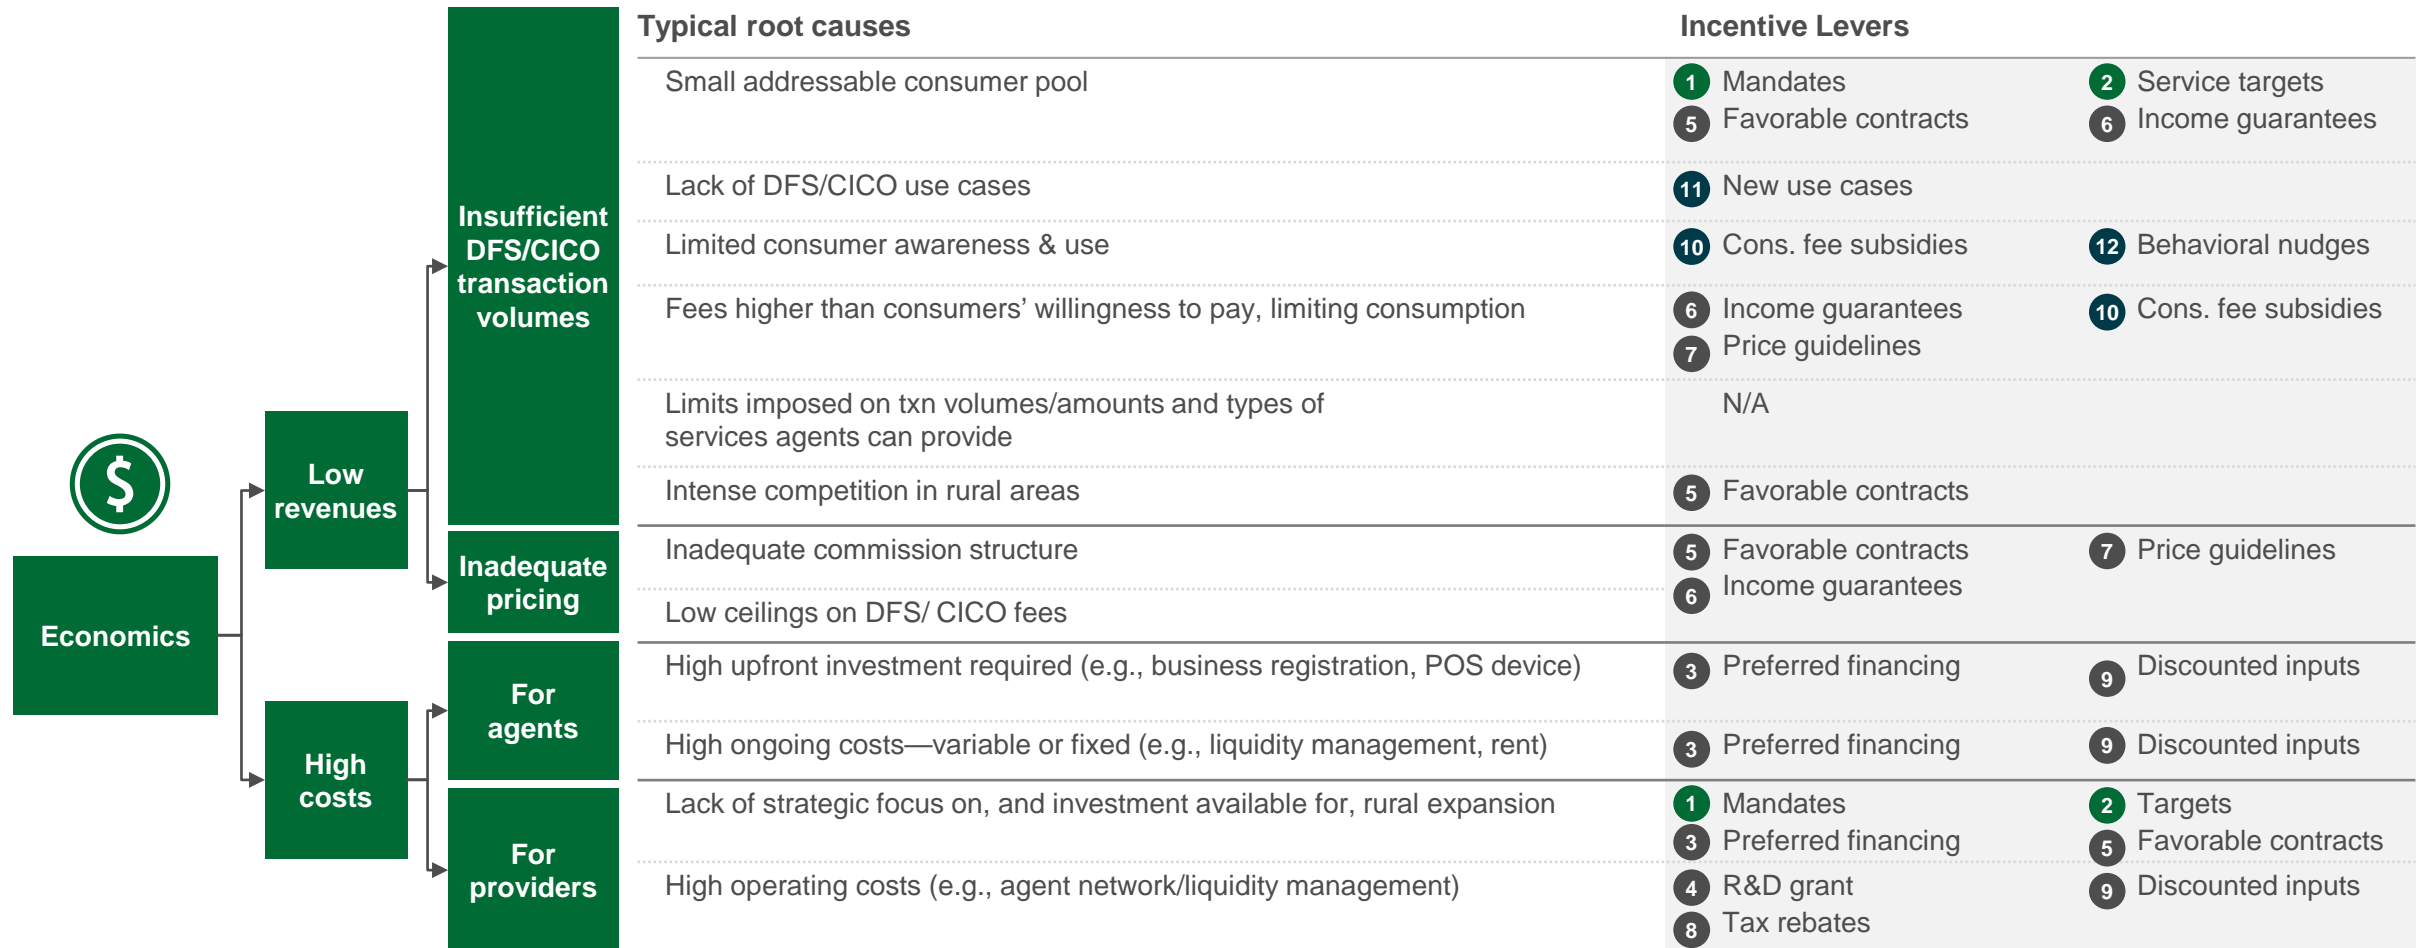 Typical root causes
Incentive Levers
$
Economics
Low
revenues
High
costs
Insufficient
DFS/CICO
transaction
volumes
Inadequate
pricing
For
agents
For
providers
Small addressable consumer pool
1 Mandates
2 Service targets
5 Favorable contracts
6 Income guarantees
Lack of DFS/CICO use cases
11 New use cases
Limited consumer awareness & use
10 Cons. fee subsidies
12 Behavioral nudges
Fees higher than consumers’ willingness to pay, limiting consumption
6 Income guarantees
10 Cons. fee subsidies
7 Price guidelines
Limits imposed on txn volumes/amounts and types of
services agents can provide
N/A
Intense competition in rural areas
5 Favorable contracts
Inadequate commission structure
5 Favorable contracts
7 Price guidelines
6 Income guarantees
Low ceilings on DFS/ CICO fees
High upfront investment required (e.g., business registration, POS device)
3 Preferred financing
9 Discounted inputs
High ongoing costs—variable or fixed (e.g., liquidity management, rent)
3 Preferred financing
9 Discounted inputs
Lack of strategic focus on, and investment available for, rural expansion
1 Mandates
2 Targets
3 Preferred financing
5 Favorable contracts
High operating costs (e.g., agent network/liquidity management)
4 R&D grant
9 Discounted inputs
8 Tax rebates